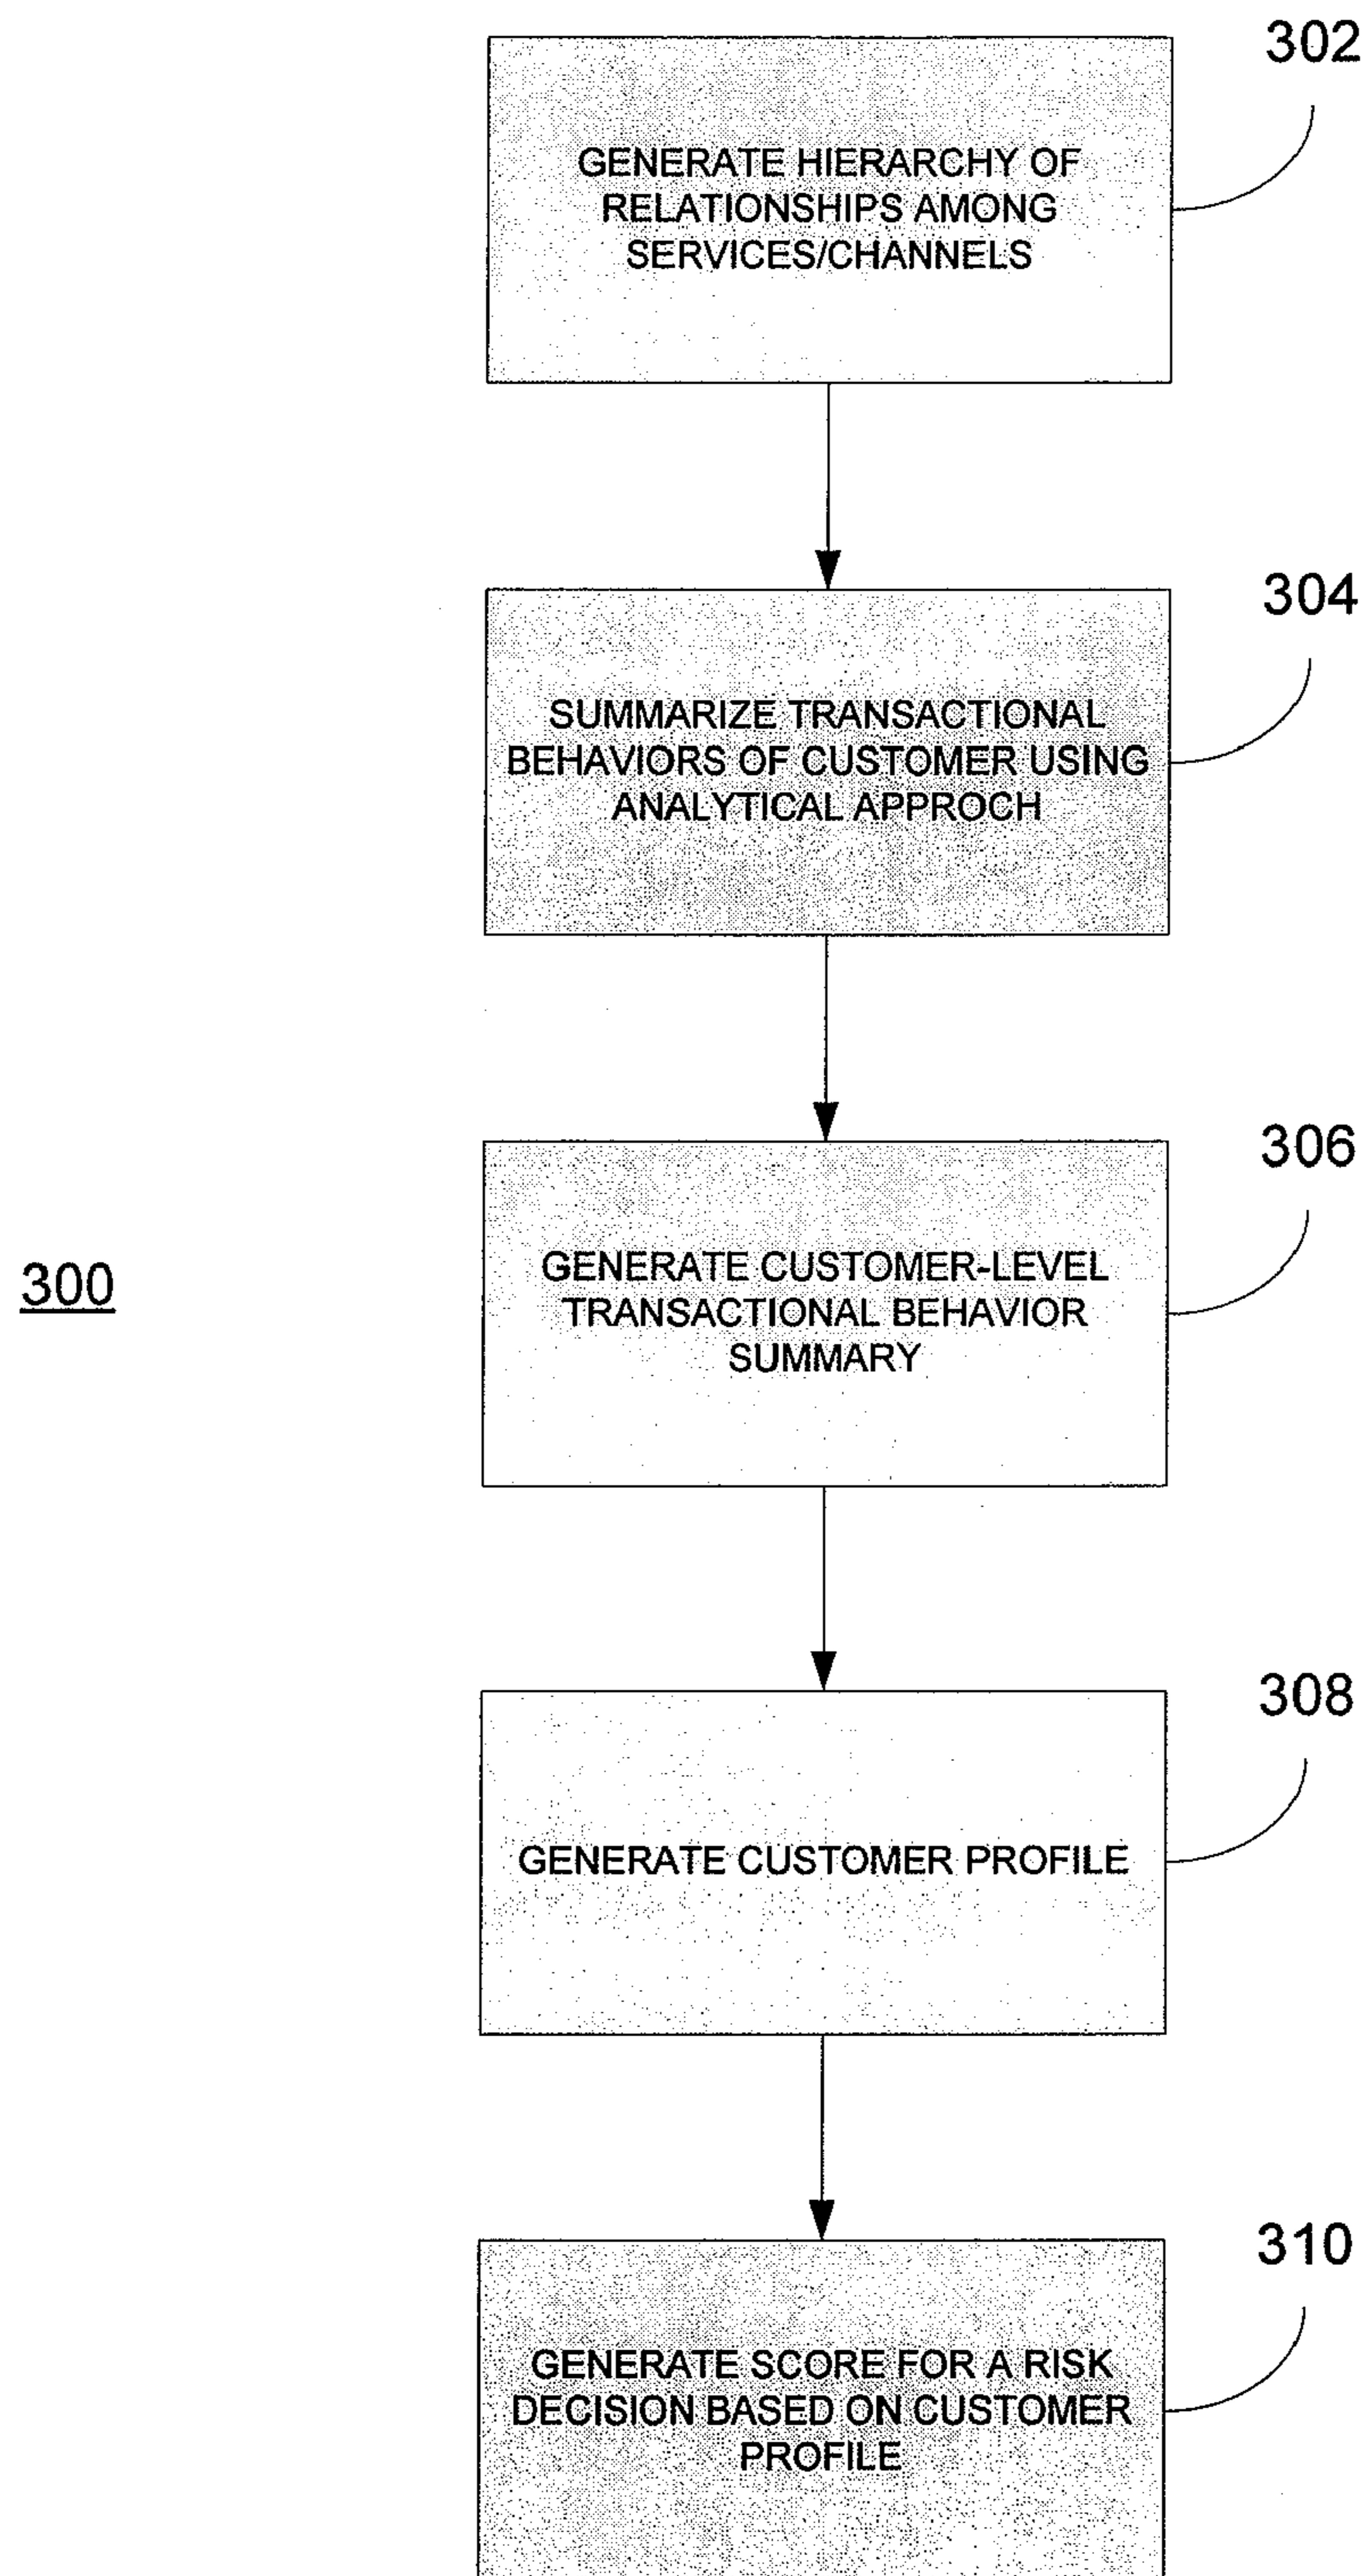 302
GENERATE HIERARCHY OF
RELATIONSHIPS AMONG
SERVICES/CHANNELS
304
SUMMARIZE TRANSACTIONAL
BEHAVIORS OF CUSTOMER USING
ANALYTICAL APPROCH
306
GENERATE CUSTOMER-LEVEL
TRANSACTIONAL BEHAVIOR
SUMMARY
300
308
GENERATE CUSTOMER PROFILE
310
GENERATE SCORE FOR A RISK
DECISION BASED ON CUSTOMER
PROFILE